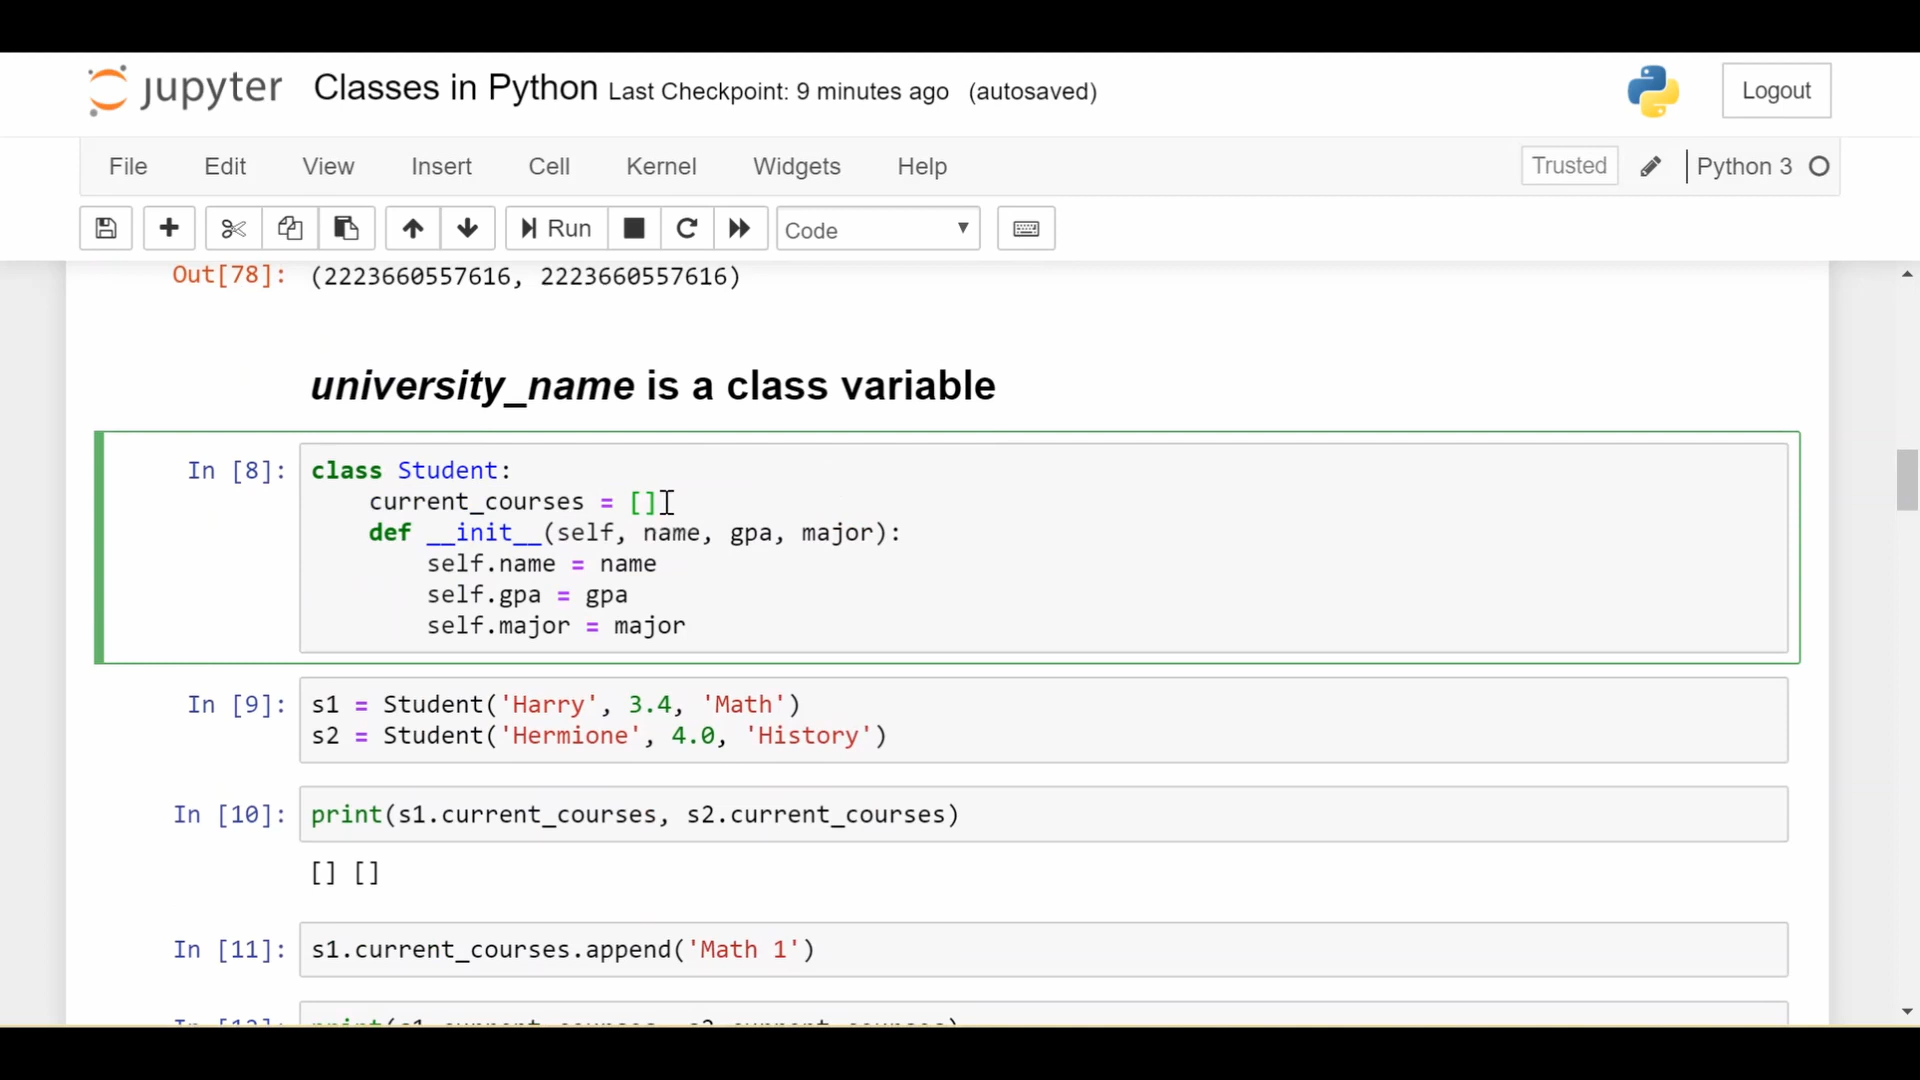 jupyter Classes in Python Last Checkpoint: 9 minutes ago (autosaved) Logout
File Edit View Insert Cell Kernel Widgets Help Trusted Python 3
Run Code
Out[78]: (2223660557616, 2223660557616)
university_name is a class variable
In [8]: class Student:
current_courses = []
def __init__(self, name, gpa, major):
self.name = name
self.gpa = gpa
self.major = major
In [9]: s1 = Student('Harry', 3.4, 'Math')
s2 = Student('Hermione', 4.0, 'History')
In [10]: print(s1.current_courses, s2.current_courses)
[] []
In [11]: s1.current_courses.append('Math 1')